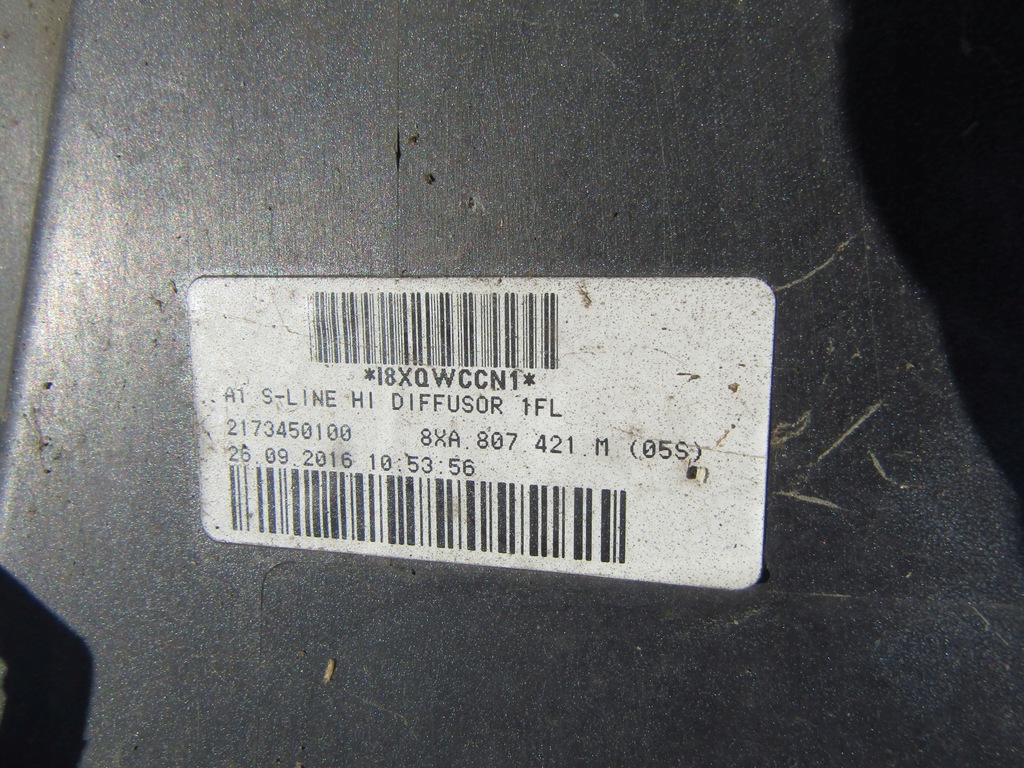 *I8XQWCCN1*
A1 S-LINE HI DIFFUSOR 1FL
2173450100 8XA 807 421 M (05S)
26.09.2016 10:53:56